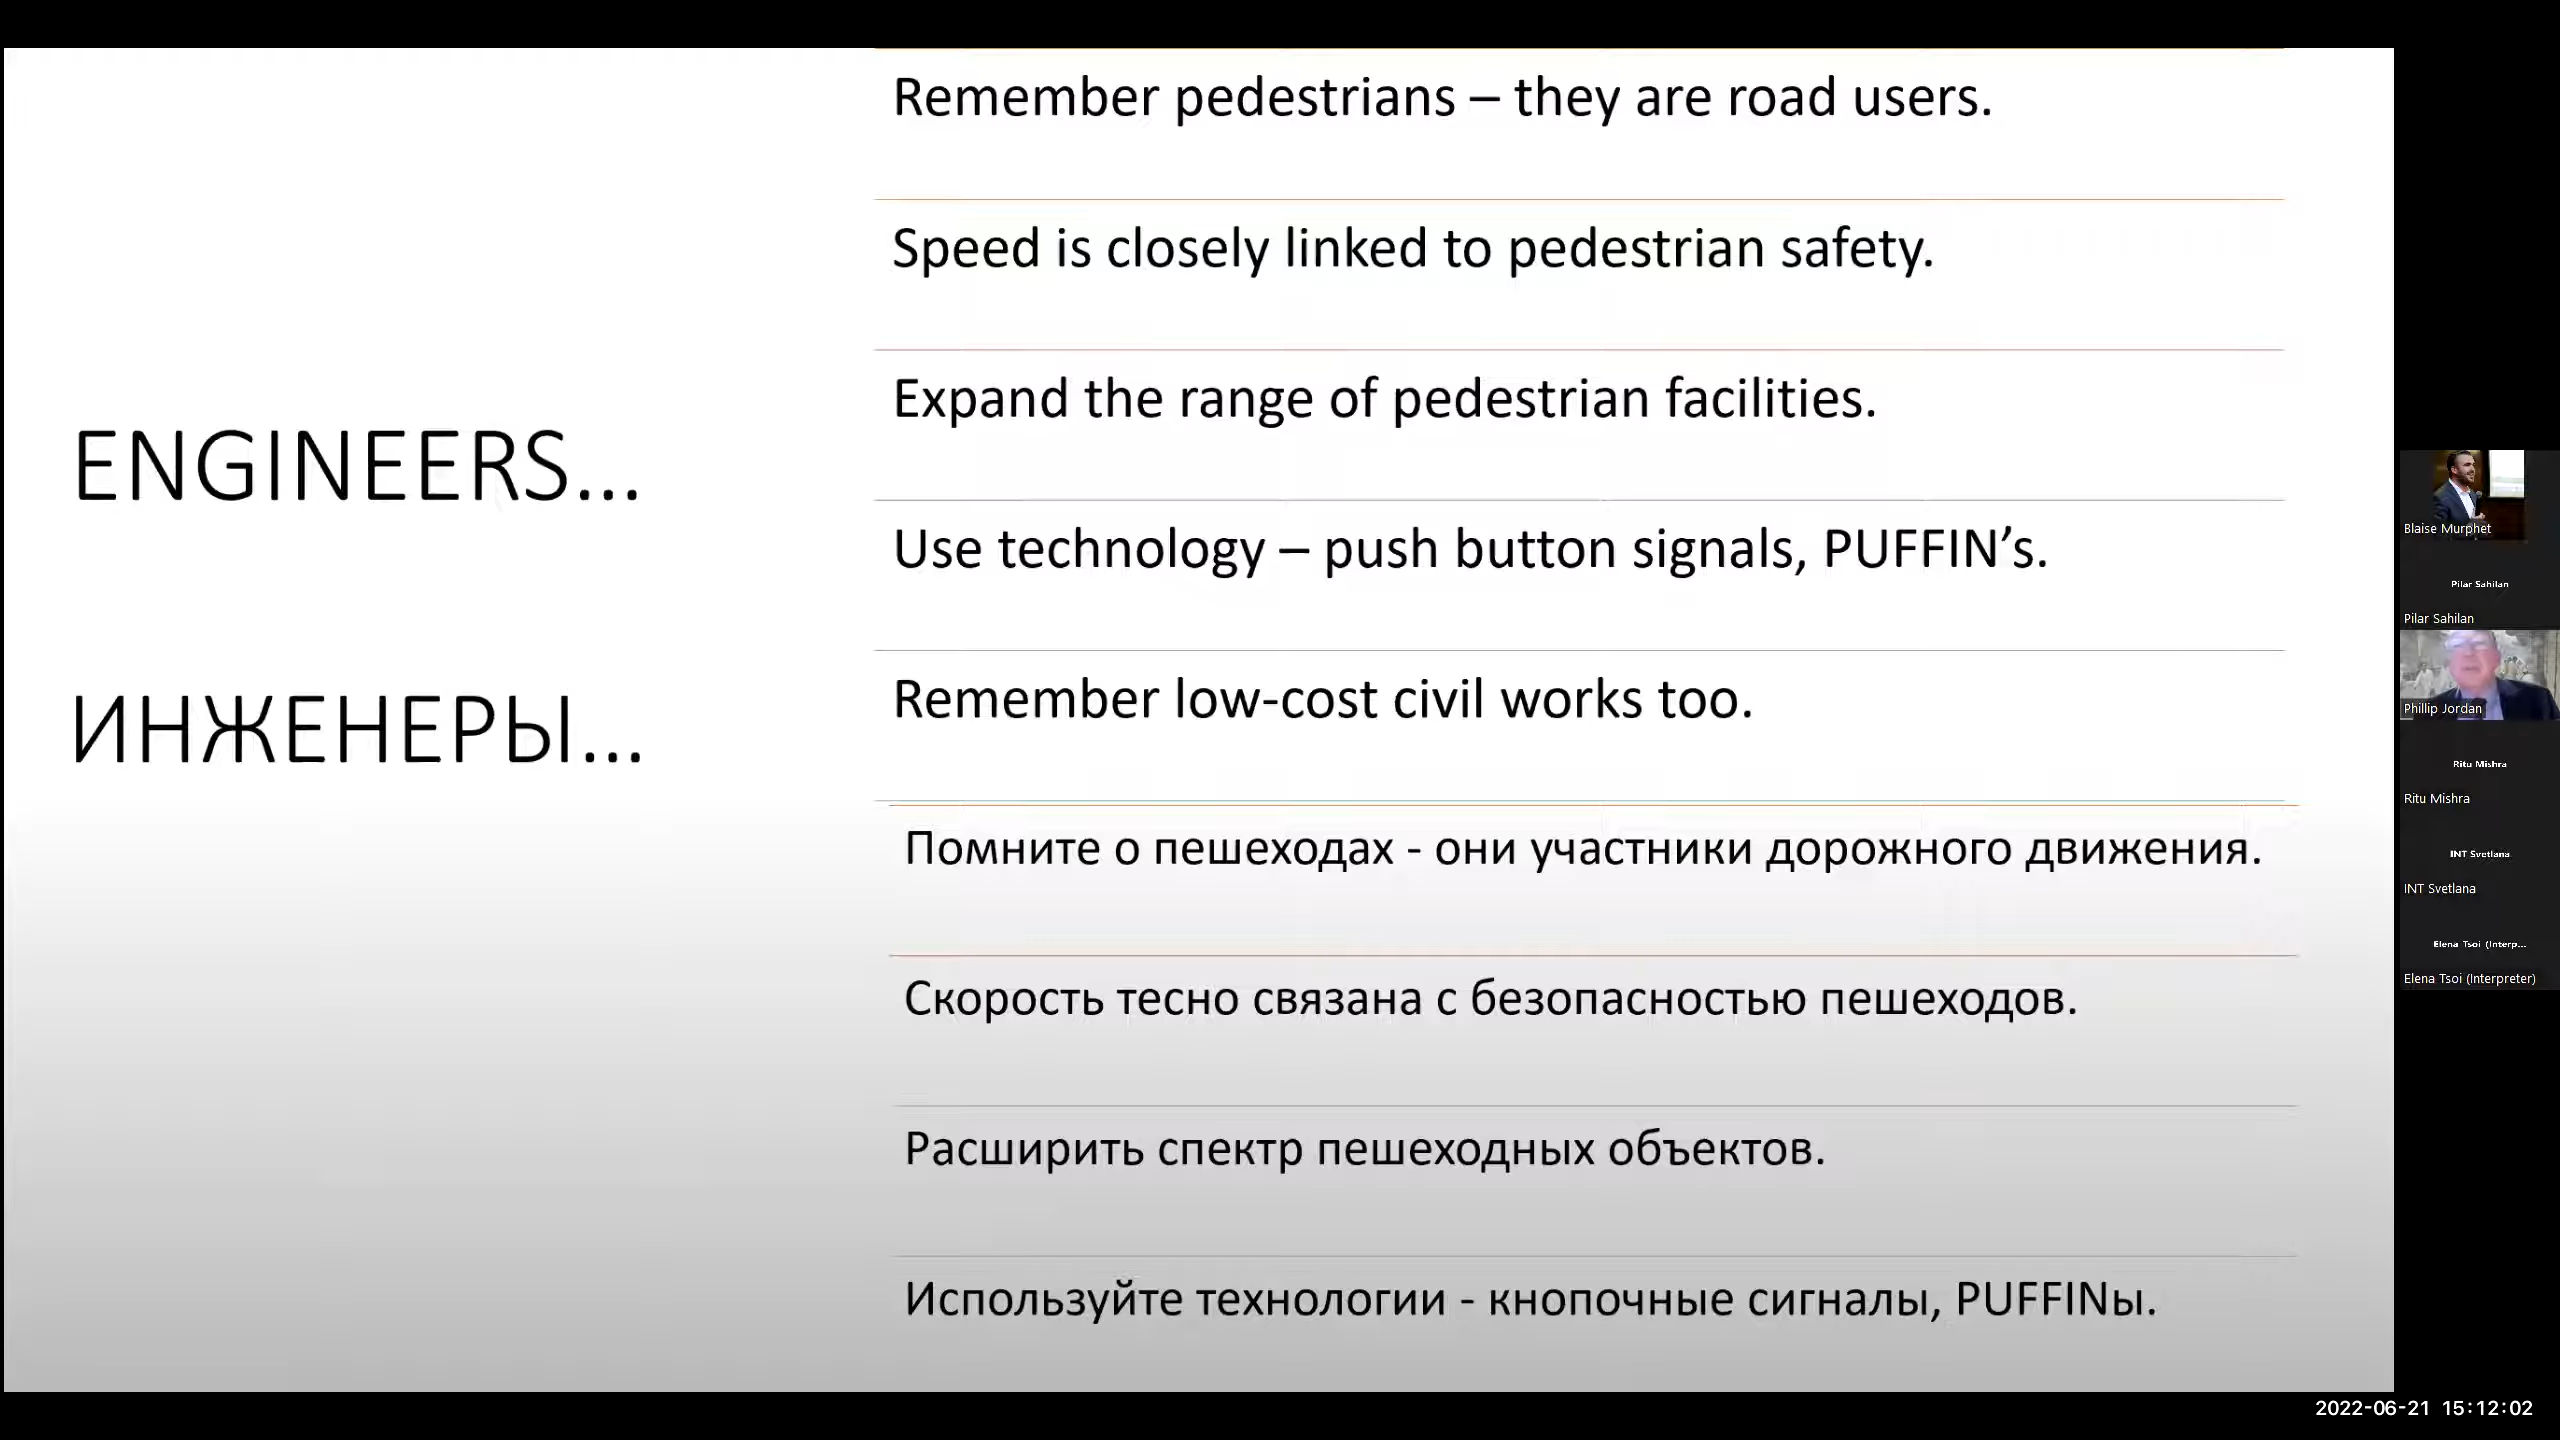 ENGINEERS...
ИНЖЕНЕРЫ...
Remember pedestrians – they are road users.
Speed is closely linked to pedestrian safety.
Expand the range of pedestrian facilities.
Use technology – push button signals, PUFFIN’s.
Remember low-cost civil works too.
Помните о пешеходах - они участники дорожного движения.
Скорость тесно связана с безопасностью пешеходов.
Расширить спектр пешеходных объектов.
Используйте технологии - кнопочные сигналы, PUFFINы.
Blaise Murphet
Pilar Sahilan
Pilar Sahilan
Phillip Jordan
Ritu Mishra
Ritu Mishra
INT Svetlana
INT Svetlana
Elena Tsoi (Interp...
Elena Tsoi (Interpreter)
2022-06-21 15:12:02